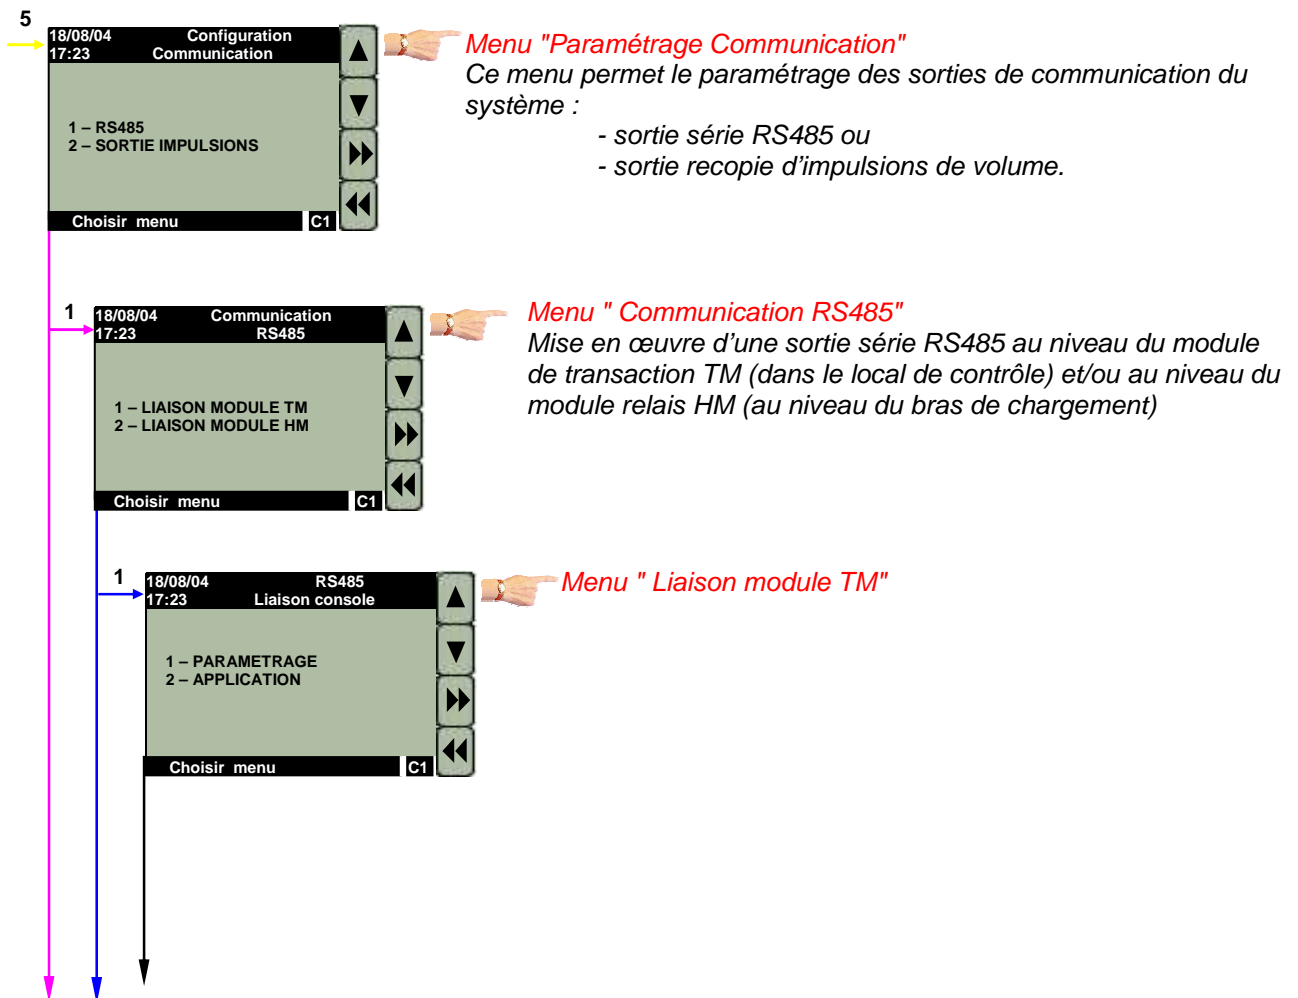 5
18/08/04 Configuration
17:23 Communication
1 – RS485
2 – SORTIE IMPULSIONS
Choisir menu C1
Menu "Paramétrage Communication"
Ce menu permet le paramétrage des sorties de communication du
système :
- sortie série RS485 ou
- sortie recopie d’impulsions de volume.
1
18/08/04 Communication
17:23 RS485
1 – LIAISON MODULE TM
2 – LIAISON MODULE HM
Choisir menu C1
Menu " Communication RS485"
Mise en œuvre d’une sortie série RS485 au niveau du module
de transaction TM (dans le local de contrôle) et/ou au niveau du
module relais HM (au niveau du bras de chargement)
1
18/08/04 RS485
17:23 Liaison console
1 – PARAMETRAGE
2 – APPLICATION
Choisir menu C1
Menu " Liaison module TM"